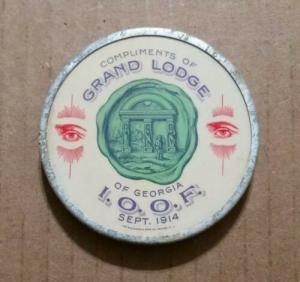 COMPLIMENTS OF
GRAND LODGE
OF GEORGIA
I.O.O.F.
SEPT. 1914